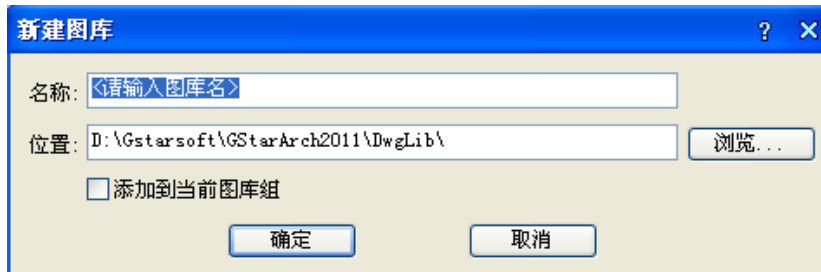 新建图库
名称: <请输入图库名>
位置: D:\Gstarsoft\GStarArch2011\DwgLib\ 浏览...
添加到当前图库组
确定 取消